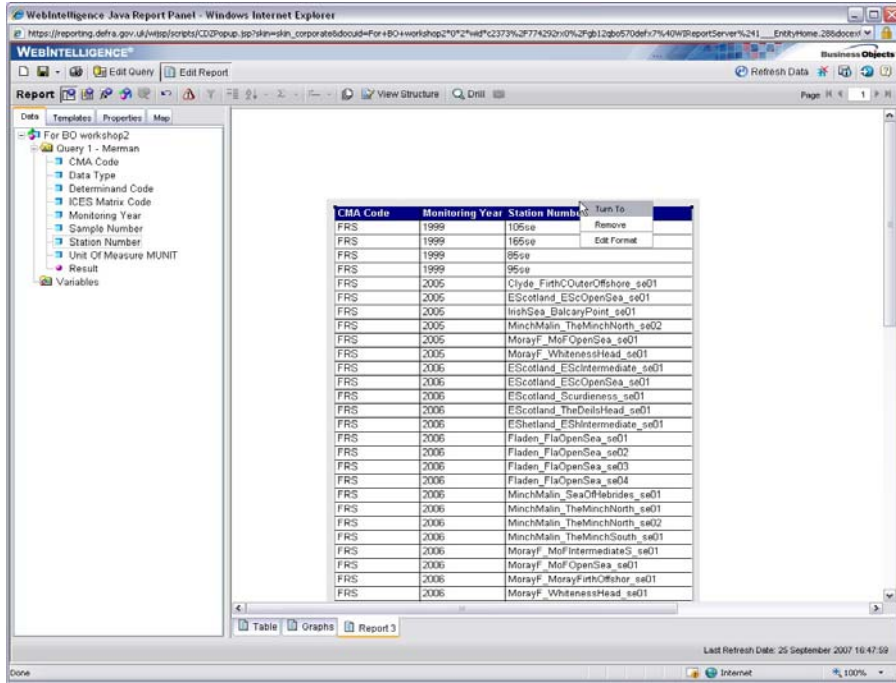 WebIntelligence Java Report Panel - Windows Internet Explorer
WEBINTELLIGENCE®
Business Objects
Edit Query
Edit Report
Refresh Data
Report
View Structure
Drill
Page
1
Data
Templates
Properties
Map
For BO workshop2
Query 1 - Merman
CMA Code
Data Type
Determinand Code
ICES Matrix Code
Monitoring Year
Sample Number
Station Number
Unit Of Measure MUNIT
Result
Variables
Turn To
Remove
Edit Format
CMA Code Monitoring Year Station Numbe
FRS 1999 105se
FRS 1999 165se
FRS 1999 85se
FRS 1999 95se
FRS 2005 Clyde_FirthCOuterOffshore_se01
FRS 2005 EScotland_EScOpenSea_se01
FRS 2005 IrishSea_BalcaryPoint_se01
FRS 2005 MinchMalin_TheMinchNorth_se02
FRS 2005 MorayF_MoFOpenSea_se01
FRS 2005 MorayF_WhitenessHead_se01
FRS 2006 EScotland_EScIntermediate_se01
FRS 2006 EScotland_EScOpenSea_se01
FRS 2006 EScotland_Scurdieness_se01
FRS 2006 EScotland_TheDeilsHead_se01
FRS 2006 EShetland_EShIntermediate_se01
FRS 2006 Fladen_FlaOpenSea_se01
FRS 2006 Fladen_FlaOpenSea_se02
FRS 2006 Fladen_FlaOpenSea_se03
FRS 2006 Fladen_FlaOpenSea_se04
FRS 2006 MinchMalin_SeaOfHebrides_se01
FRS 2006 MinchMalin_TheMinchNorth_se01
FRS 2006 MinchMalin_TheMinchNorth_se02
FRS 2006 MinchMalin_TheMinchSouth_se01
FRS 2006 MorayF_MoFIntermediateS_se01
FRS 2006 MorayF_MoFOpenSea_se01
FRS 2006 MorayF_MorayFirthOffshor_se01
FRS 2006 MorayF_WhitenessHead_se01
Table
Graphs
Report 3
Last Refresh Date: 25 September 2007 16:47:59
Done
Internet
100%